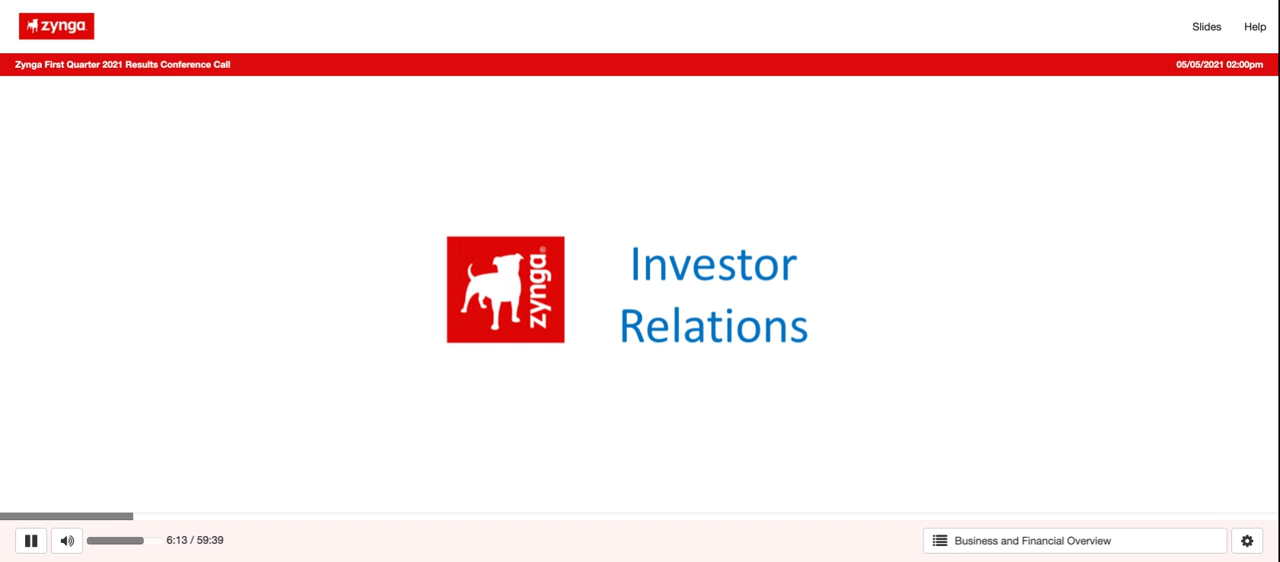 zynga
Slides Help
Zynga First Quarter 2021 Results Conference Call 05/05/2021 02:00pm
zynga®
Investor
Relations
6:13 / 59:39 Business and Financial Overview